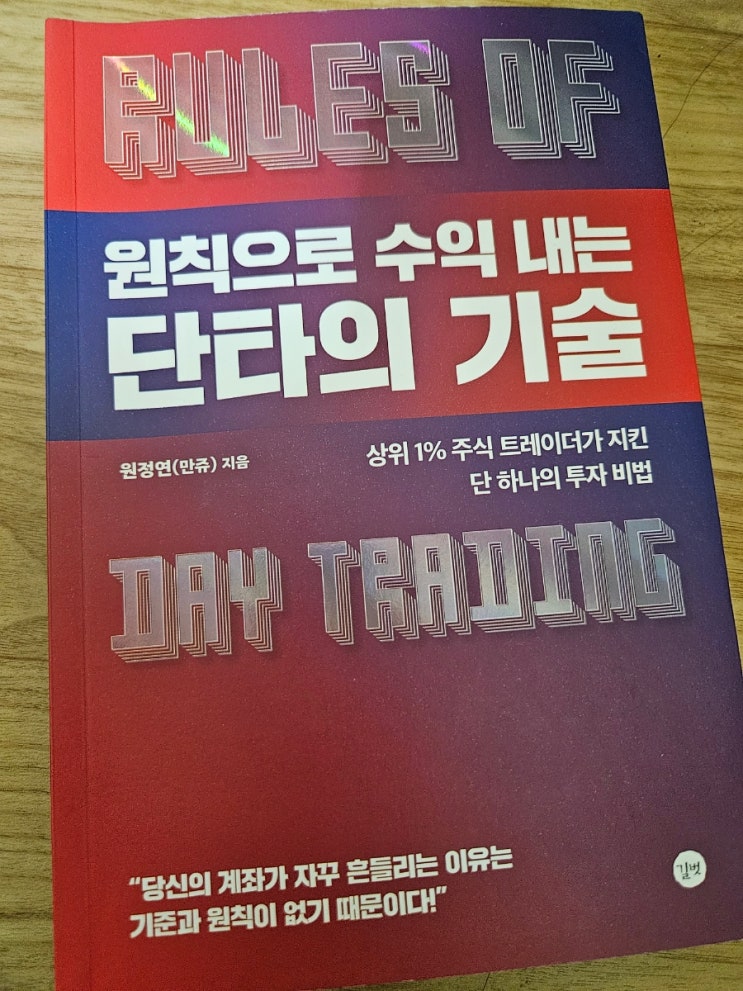 RULES OF
원칙으로 수익 내는
단타의 기술
상위 1% 주식 트레이더가 지킨
단 하나의 투자 비법
원정연(만쥬) 지음
DAY TRADING
“당신의 계좌가 자꾸 흔들리는 이유는
기준과 원칙이 없기 때문이다!”
길벗